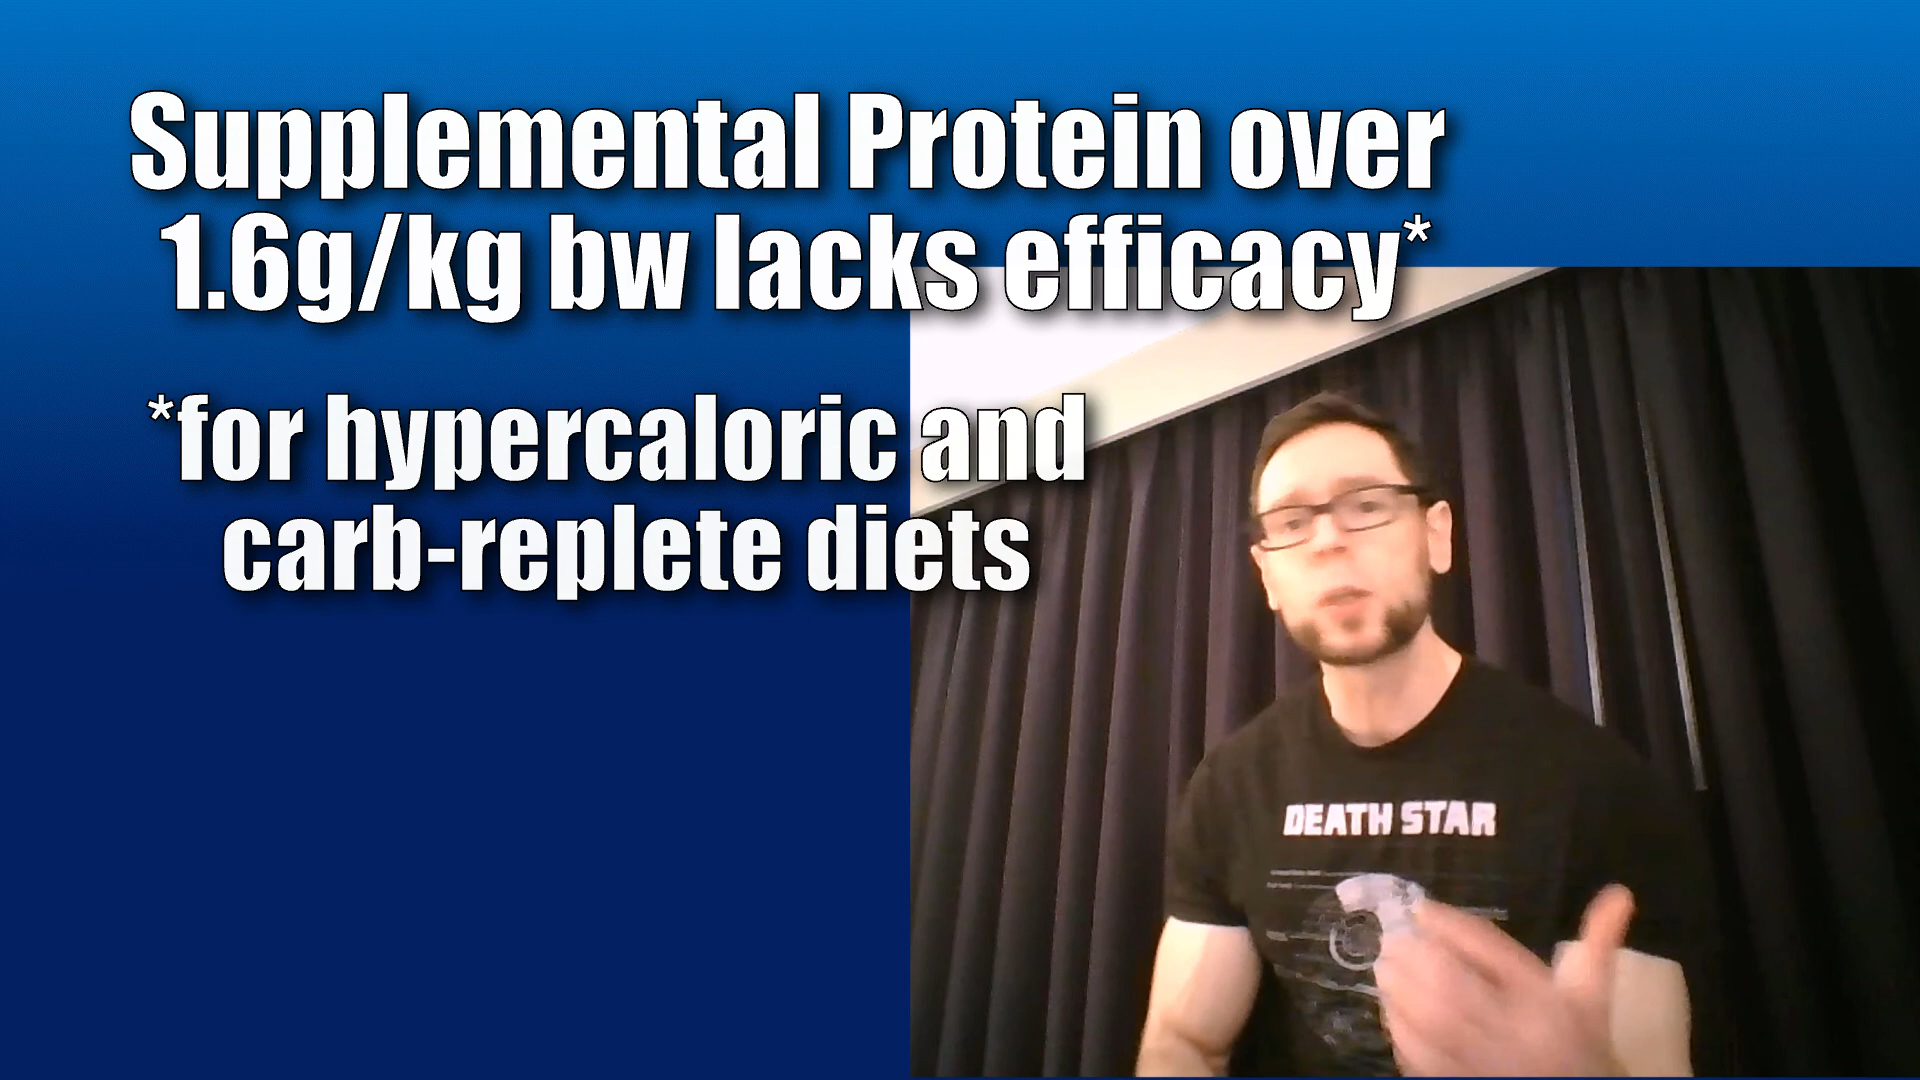 Supplemental Protein over
1.6g/kg bw lacks efficacy*
*for hypercaloric and
carb-replete diets
DEATH STAR